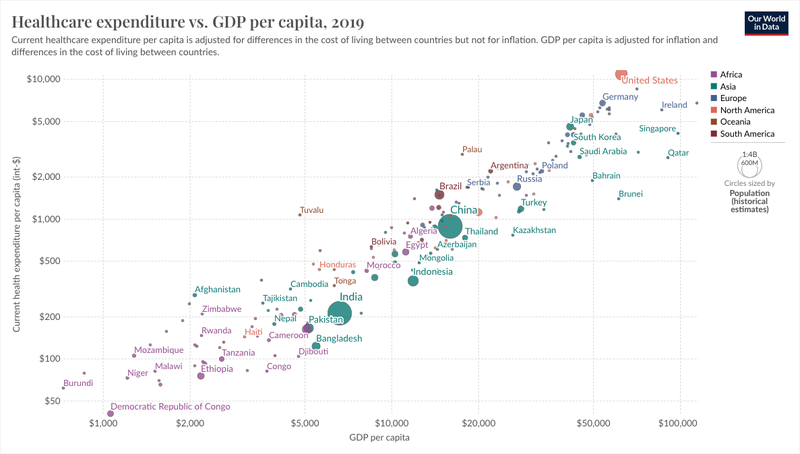 Healthcare expenditure vs. GDP per capita, 2019
Current healthcare expenditure per capita is adjusted for differences in the cost of living between countries but not for inflation. GDP per capita is adjusted for inflation and
differences in the cost of living between countries.
Our World
in Data
Current health expenditure per capita (int-$)
$10,000
$5,000
$2,000
$1,000
$500
$200
$100
$50
United States
Germany
Ireland
Japan
Singapore
South Korea
Palau
Saudi Arabia
Qatar
Argentina
Poland
Bahrain
Serbia
Russia
Brazil
Brunei
Tuvalu
China
Turkey
Algeria
Thailand
Kazakhstan
Bolivia
Egypt
Azerbaijan
Honduras
Morocco
Mongolia
Indonesia
Tonga
Cambodia
Afghanistan
Tajikistan
India
Zimbabwe
Nepal
Pakistan
Rwanda
Haiti
Cameroon
Bangladesh
Mozambique
Tanzania
Djibouti
Niger
Malawi
Ethiopia
Congo
Burundi
Democratic Republic of Congo
$1,000
$2,000
$5,000
$10,000
$20,000
$50,000
$100,000
GDP per capita
Africa
Asia
Europe
North America
Oceania
South America
1:4B
600M
Circles sized by
Population
(historical
estimates)